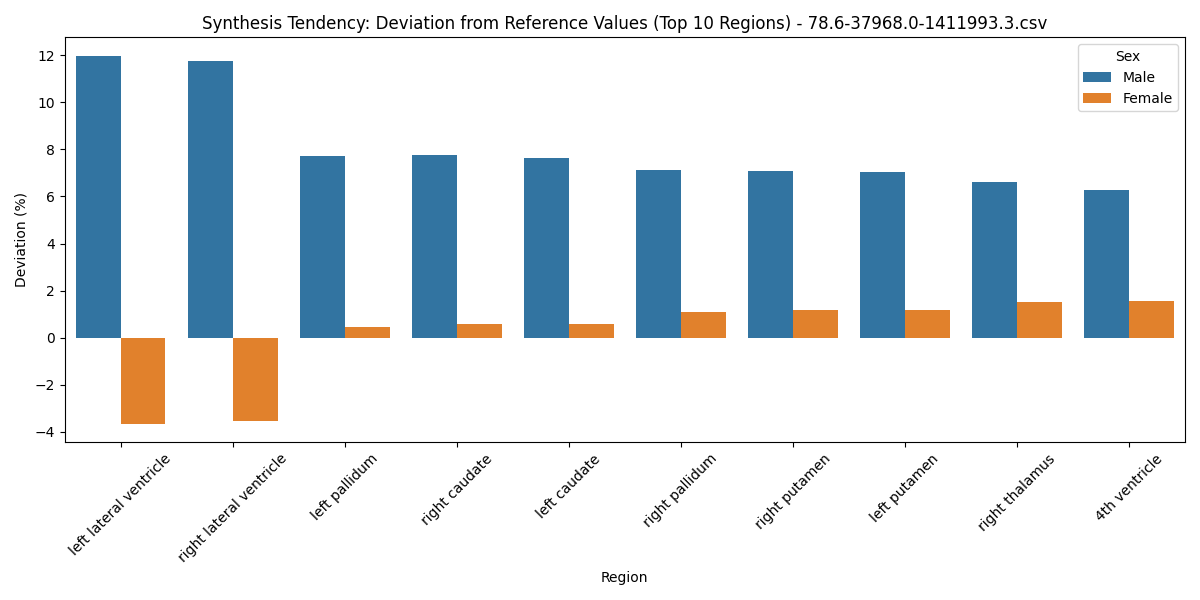 Synthesis Tendency: Deviation from Reference Values (Top 10 Regions) - 78.6-37968.0-1411993.3.csv
Sex
Male
Female
Deviation (%)
12
10
8
6
4
2
0
−2
−4
left lateral ventricle
right lateral ventricle
left pallidum
right caudate
left caudate
right pallidum
right putamen
left putamen
right thalamus
4th ventricle
Region